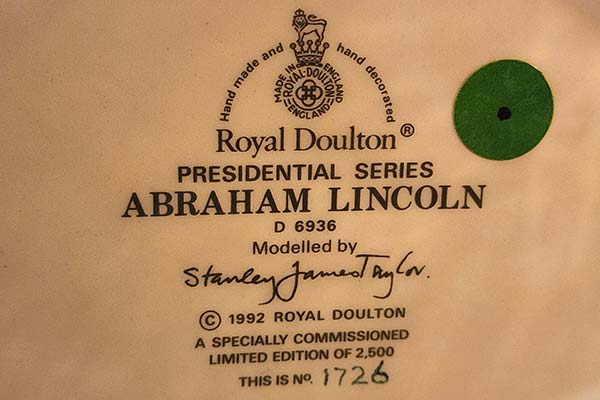 Hand made and hand decorated
MADE IN ENGLAND
ROYAL·DOULTON
ENGLAND
Royal Doulton®
PRESIDENTIAL SERIES
ABRAHAM LINCOLN
D 6936
Modelled by
Stanley James Taylor.
© 1992 ROYAL DOULTON
A SPECIALLY COMMISSIONED
LIMITED EDITION OF 2,500
THIS IS NO. 1726